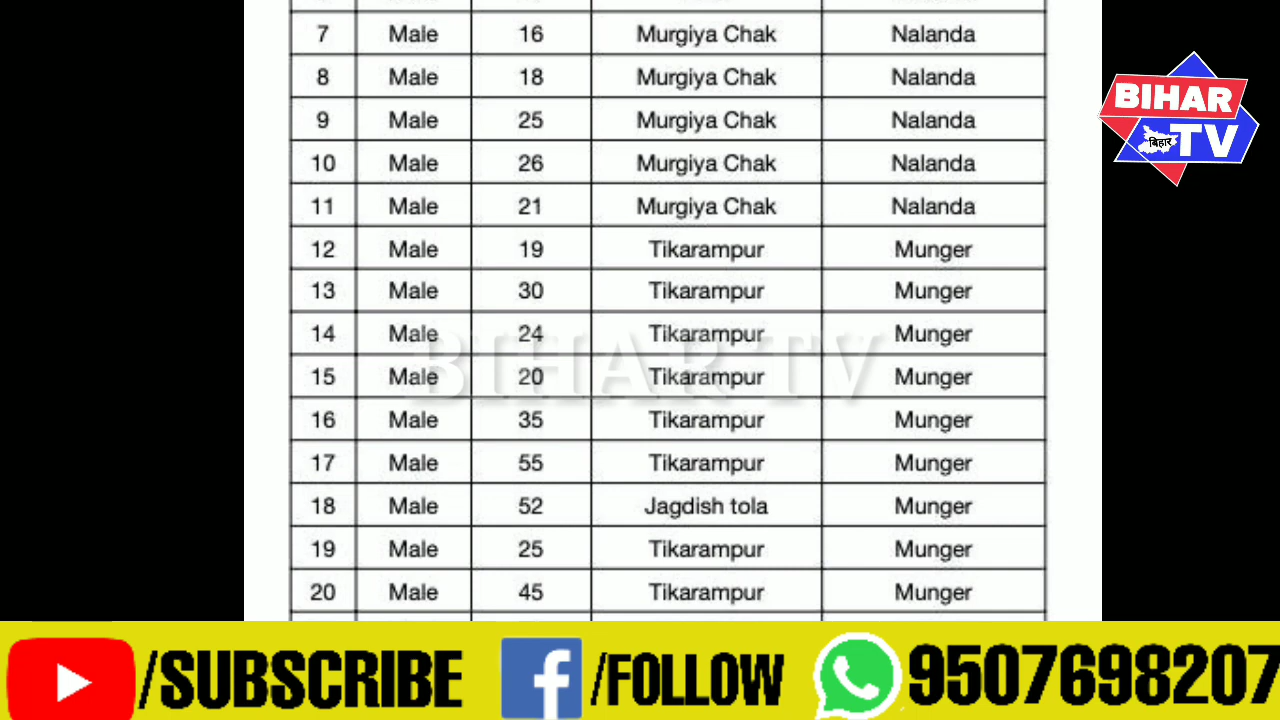 7 Male 16 Murgiya Chak Nalanda
8 Male 18 Murgiya Chak Nalanda
9 Male 25 Murgiya Chak Nalanda
10 Male 26 Murgiya Chak Nalanda
11 Male 21 Murgiya Chak Nalanda
12 Male 19 Tikarampur Munger
13 Male 30 Tikarampur Munger
14 Male 24 Tikarampur Munger
15 Male 20 Tikarampur Munger
16 Male 35 Tikarampur Munger
17 Male 55 Tikarampur Munger
18 Male 52 Jagdish tola Munger
19 Male 25 Tikarampur Munger
20 Male 45 Tikarampur Munger
BIHAR
बिहार TV
BIHAR TV
/SUBSCRIBE f /FOLLOW 9507698207